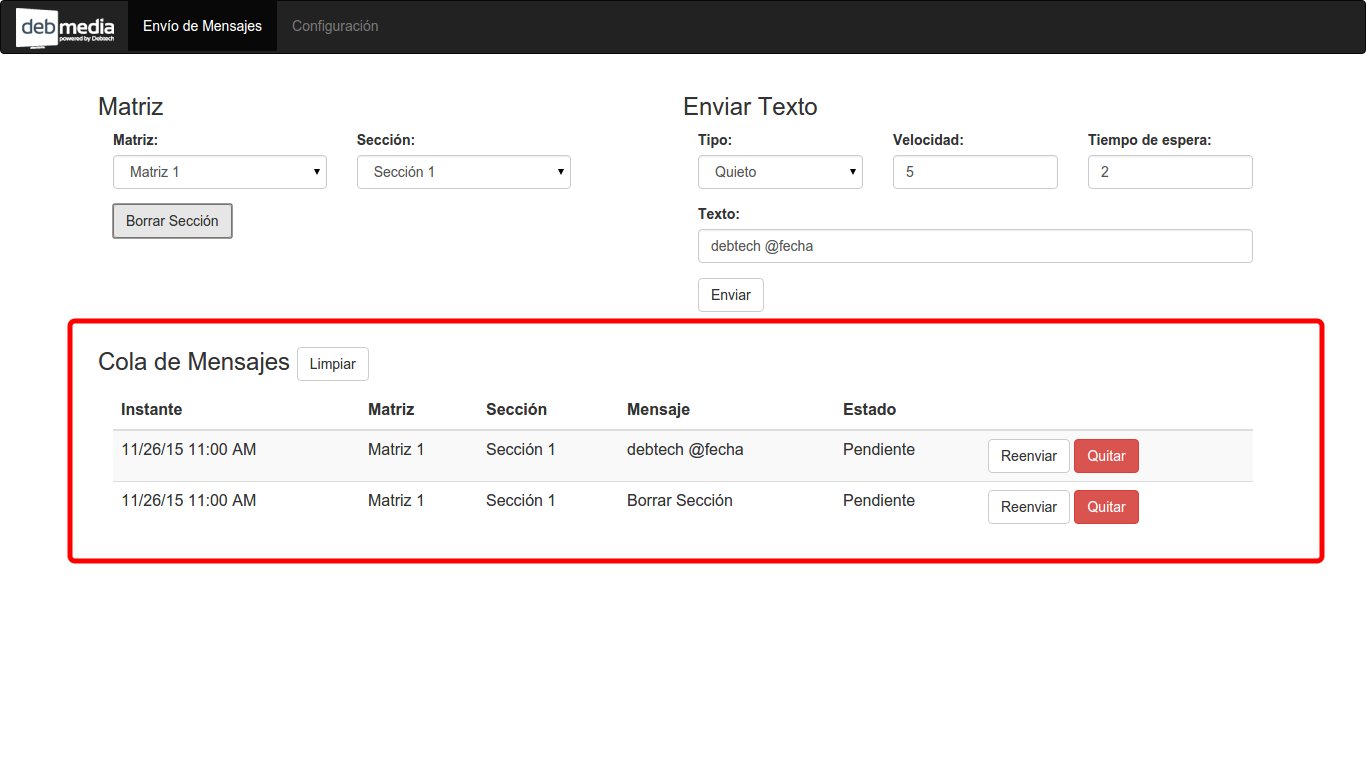 debmedia
powered by Debtech
Envío de Mensajes Configuración
Matriz
Matriz: Sección:
Matriz 1 Sección 1
Borrar Sección
Enviar Texto
Tipo: Velocidad: Tiempo de espera:
Quieto 5 2
Texto:
debtech @fecha
Enviar
Cola de Mensajes Limpiar
Instante Matriz Sección Mensaje Estado
11/26/15 11:00 AM Matriz 1 Sección 1 debtech @fecha Pendiente Reenviar Quitar
11/26/15 11:00 AM Matriz 1 Sección 1 Borrar Sección Pendiente Reenviar Quitar